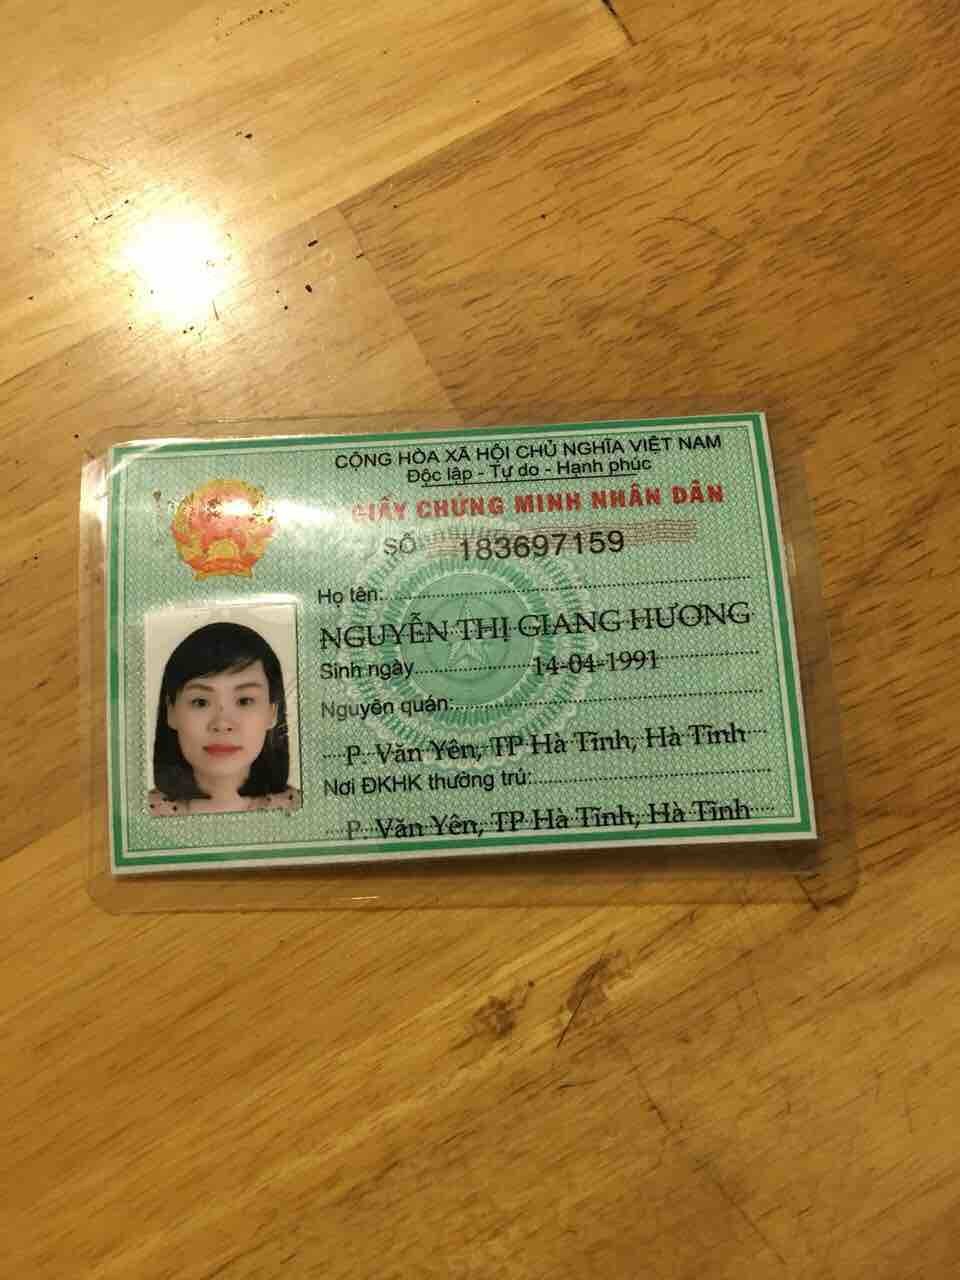 CỘNG HÒA XÃ HỘI CHỦ NGHĨA VIỆT NAM
Độc lập - Tự do - Hạnh phúc
GIẤY CHỨNG MINH NHÂN DÂN
SỐ 183697159
Họ tên:
NGUYỄN THỊ GIANG HƯƠNG
Sinh ngày 14-04-1991
Nguyên quán:
P. Văn Yên, TP Hà Tĩnh, Hà Tĩnh
Nơi ĐKHK thường trú:
P. Văn Yên, TP Hà Tĩnh, Hà Tĩnh